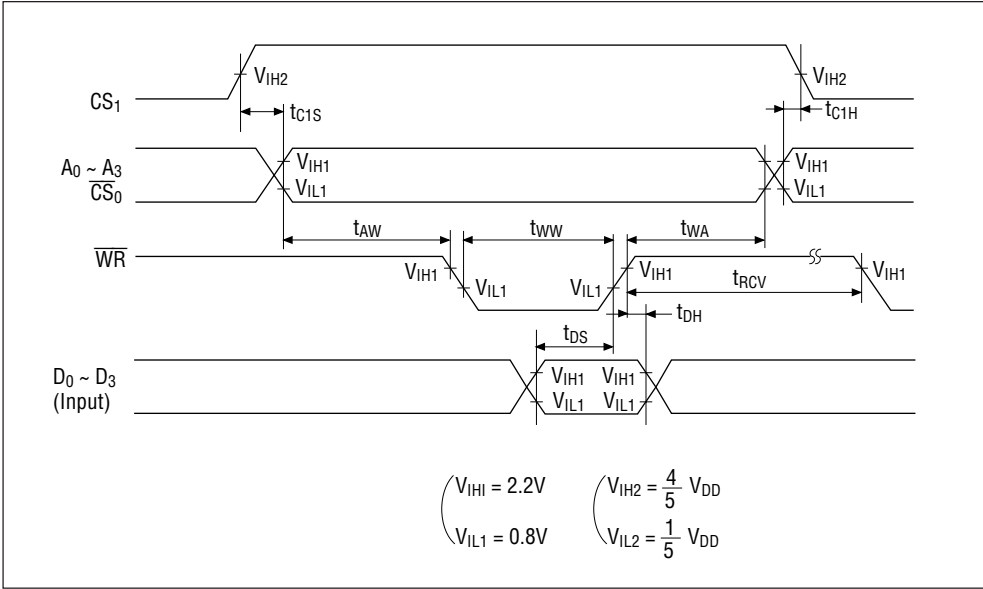 CS1
VIH2
VIH2
tC1S
tC1H
A0 ~ A3
CS0
VIH1
VIL1
VIH1
VIL1
tAW
tWW
tWA
WR
VIH1
VIL1
VIL1
VIH1
VIH1
tRCV
tDH
tDS
D0 ~ D3
(Input)
VIH1
VIH1
VIL1
VIL1
VIHI = 2.2V
VIH2 = 4/5 VDD
VIL1 = 0.8V
VIL2 = 1/5 VDD